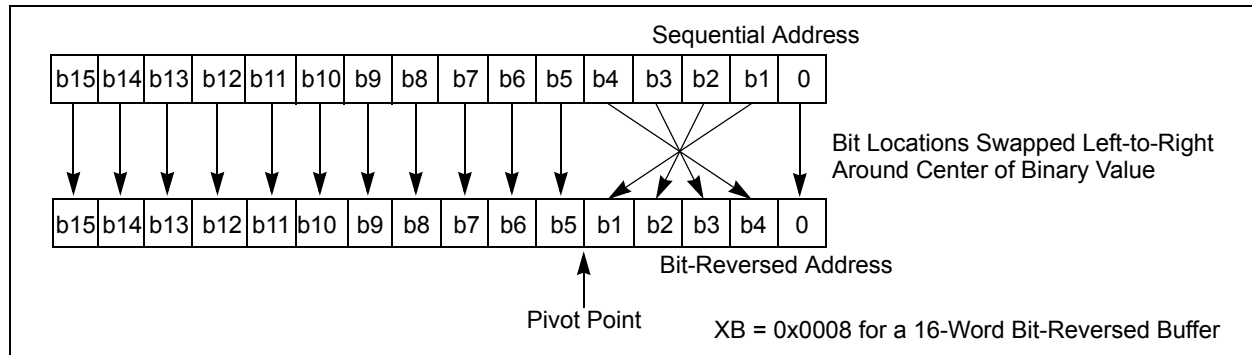 Sequential Address
b15 b14 b13 b12 b11 b10 b9 b8 b7 b6 b5 b4 b3 b2 b1 0
Bit Locations Swapped Left-to-Right
Around Center of Binary Value
b15 b14 b13 b12 b11 b10 b9 b8 b7 b6 b5 b1 b2 b3 b4 0
Bit-Reversed Address
Pivot Point
XB = 0x0008 for a 16-Word Bit-Reversed Buffer